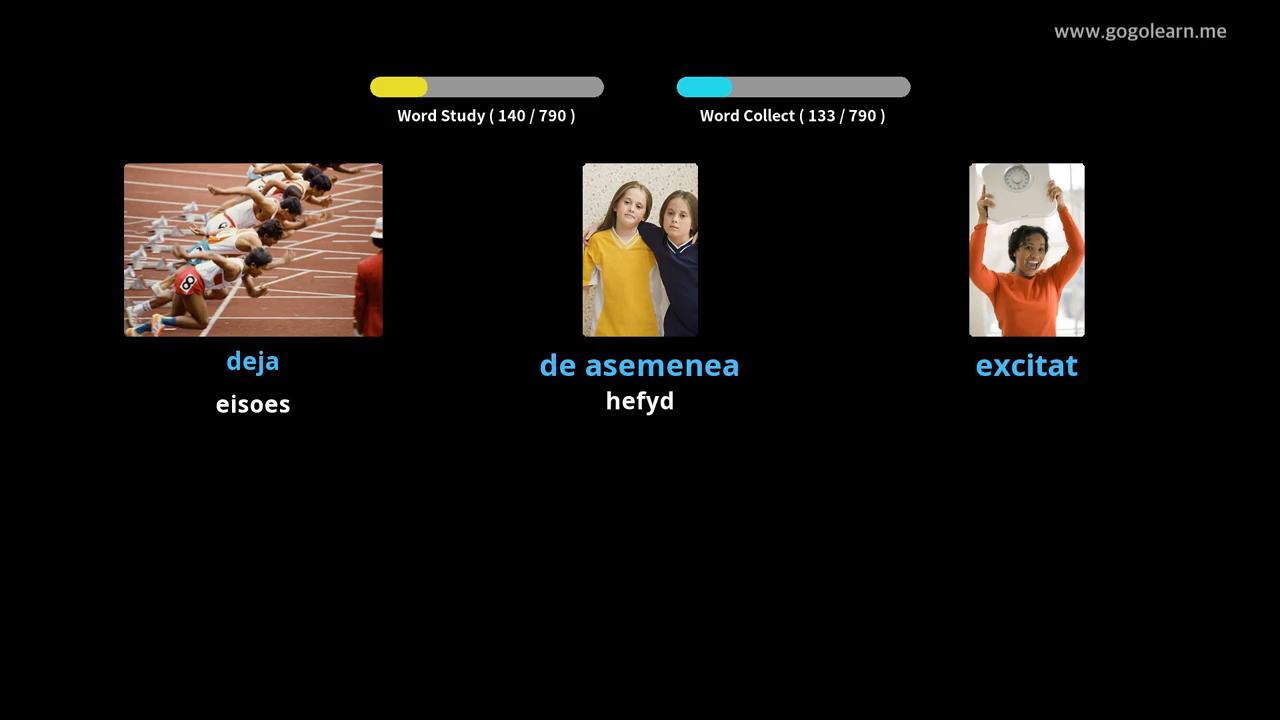 www.gogolearn.me
Word Study ( 140 / 790 )
Word Collect ( 133 / 790 )
deja
eisoes
de asemenea
hefyd
excitat